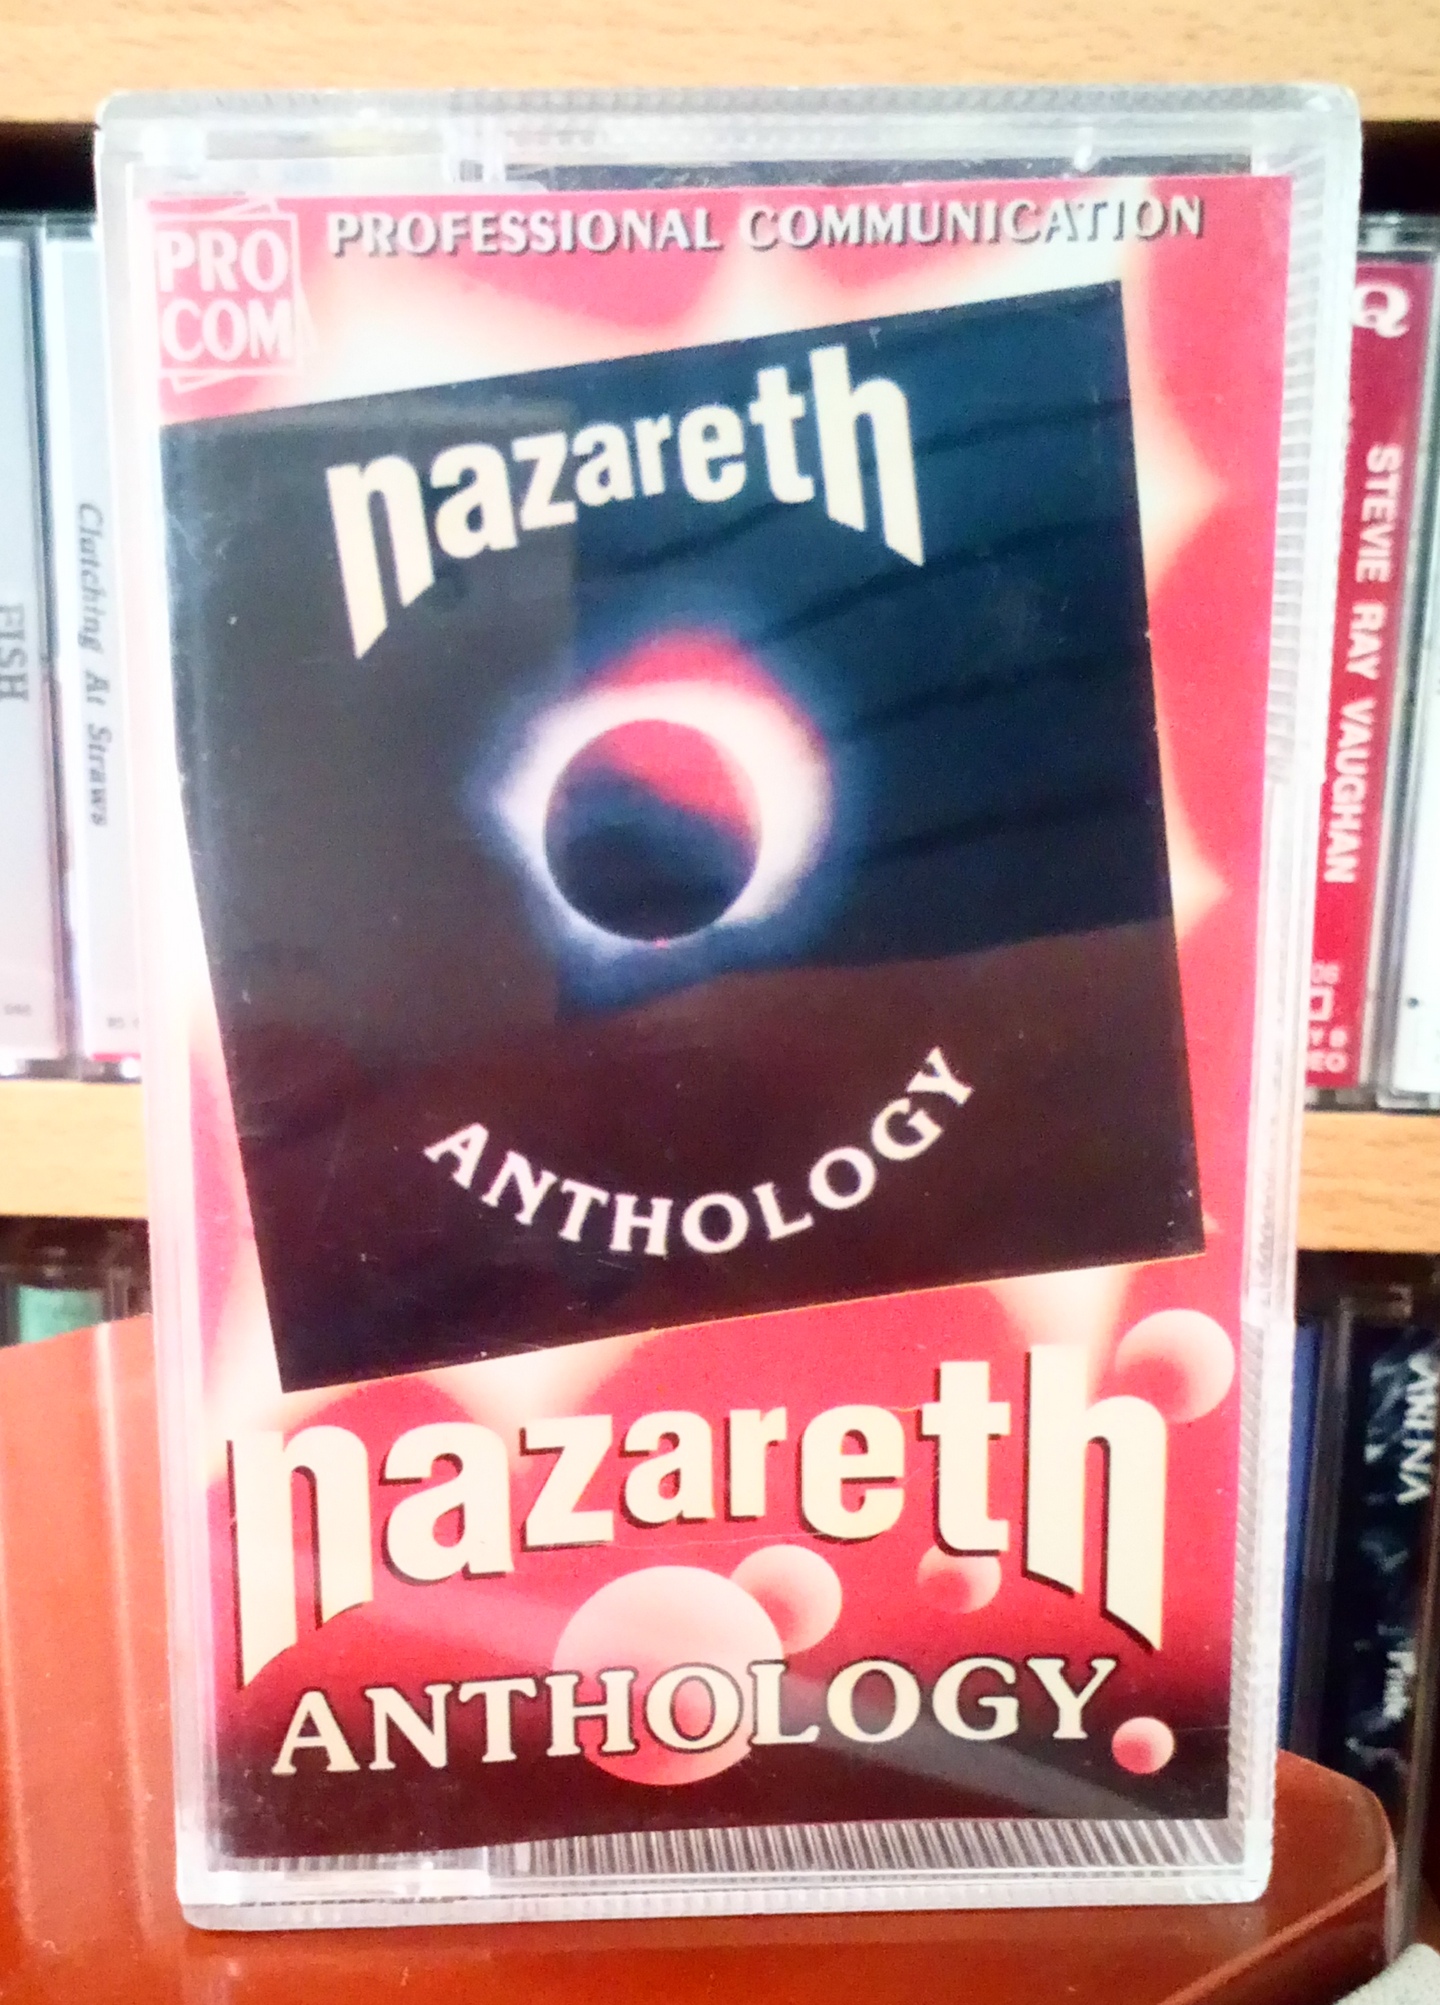 PRO
COM
PROFESSIONAL COMMUNICATION
nazareth
ANTHOLOGY
nazareth
ANTHOLOGY
FISH
Clutching At Straws
STEVIE RAY VAUGHAN